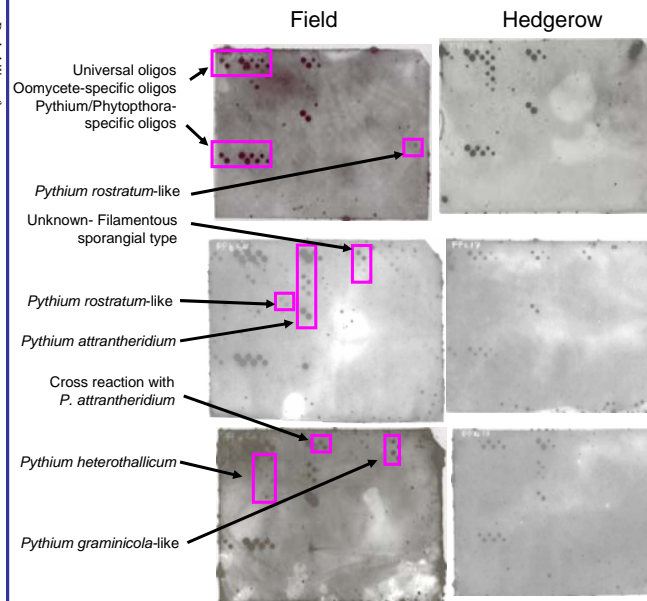 Field
Hedgerow
Universal oligos
Oomycete-specific oligos
Pythium/Phytopthora-
specific oligos
Pythium rostratum-like
Unknown- Filamentous
sporangial type
Pythium rostratum-like
Pythium attrantheridium
Cross reaction with
P. attrantheridium
Pythium heterothallicum
Pythium graminicola-like